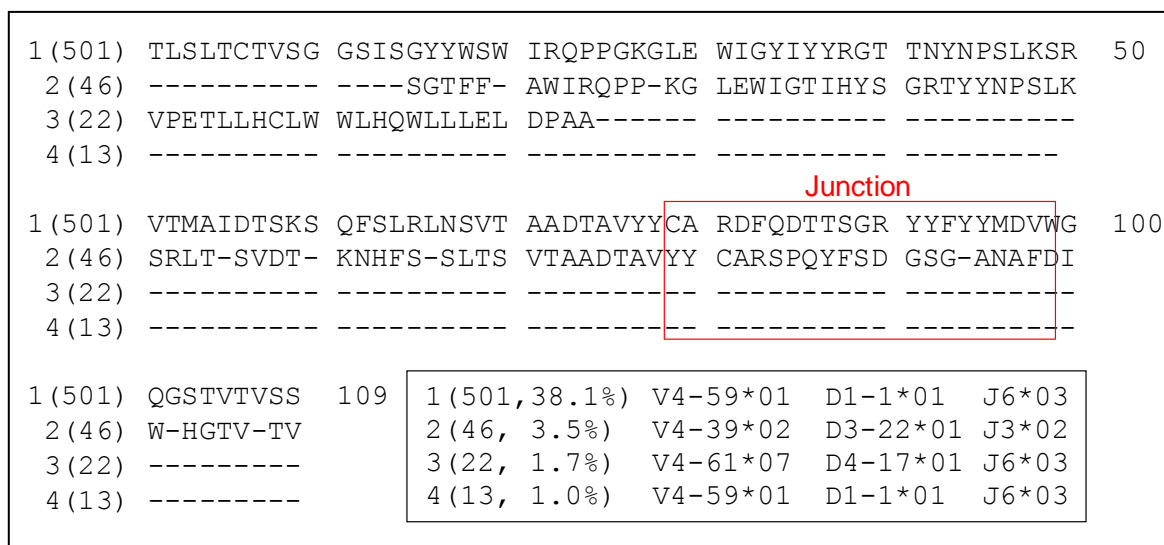 1(501) TLSLTCTVSG GSISGYYWSW IRQPPGKGLE WIGYIYYRGT TNYNPSLKSR 50
2(46) ---------- ----SGTFF- AWIRQPP-KG LEWIGTIHYS GRTYYNPSLK
3(22) VPETLLHCLW WLHQWLLLEL DPAA------ ---------- ----------
4(13) ---------- ---------- ---------- ---------- ---------
Junction
1(501) VTMAIDTSKS QFSLRLNSVT AADTAVYYCA RDFQDTTSGR YYFYYMDVWG 100
2(46) SRLT-SVDT- KNHFS-SLTS VTAADTAVYY CARSPQYFSD GSG-ANAFDI
3(22) ---------- ---------- ---------- ---------- ----------
4(13) ---------- ---------- ---------- ---------- ----------
1(501) QGSTVTVSS 109
2(46) W-HGTV-TV
3(22) ---------
4(13) ---------
1(501,38.1%) V4-59*01 D1-1*01 J6*03
2(46, 3.5%) V4-39*02 D3-22*01 J3*02
3(22, 1.7%) V4-61*07 D4-17*01 J6*03
4(13, 1.0%) V4-59*01 D1-1*01 J6*03